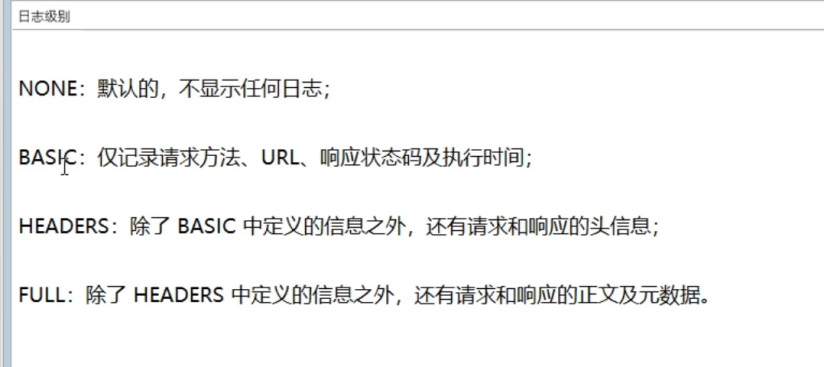 日志级别
NONE：默认的，不显示任何日志；
BASIC：仅记录请求方法、URL、响应状态码及执行时间；
HEADERS：除了 BASIC 中定义的信息之外，还有请求和响应的头信息；
FULL：除了 HEADERS 中定义的信息之外，还有请求和响应的正文及元数据。